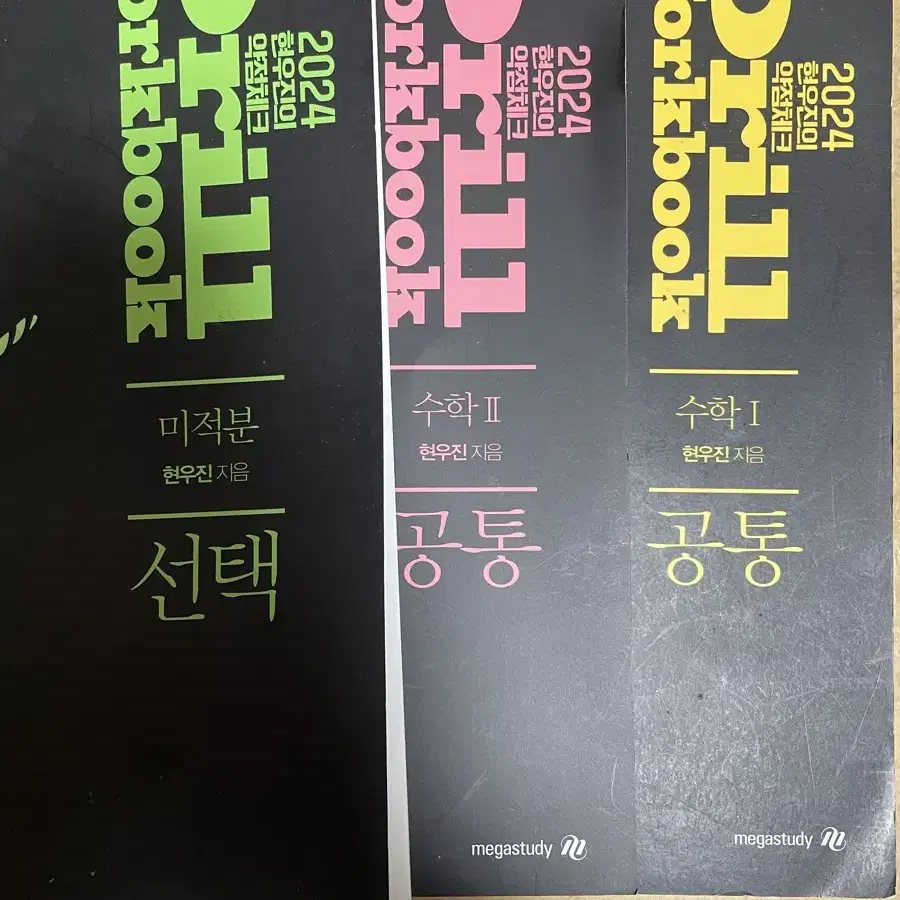 2024
현우진의
약점체크
Drill
orkbook
미적분
현우진 지음
선택
2024
현우진의
약점체크
Drill
orkbook
수학 II
현우진 지음
공통
megastudy
2024
현우진의
약점체크
Drill
orkbook
수학 I
현우진 지음
공통
megastudy